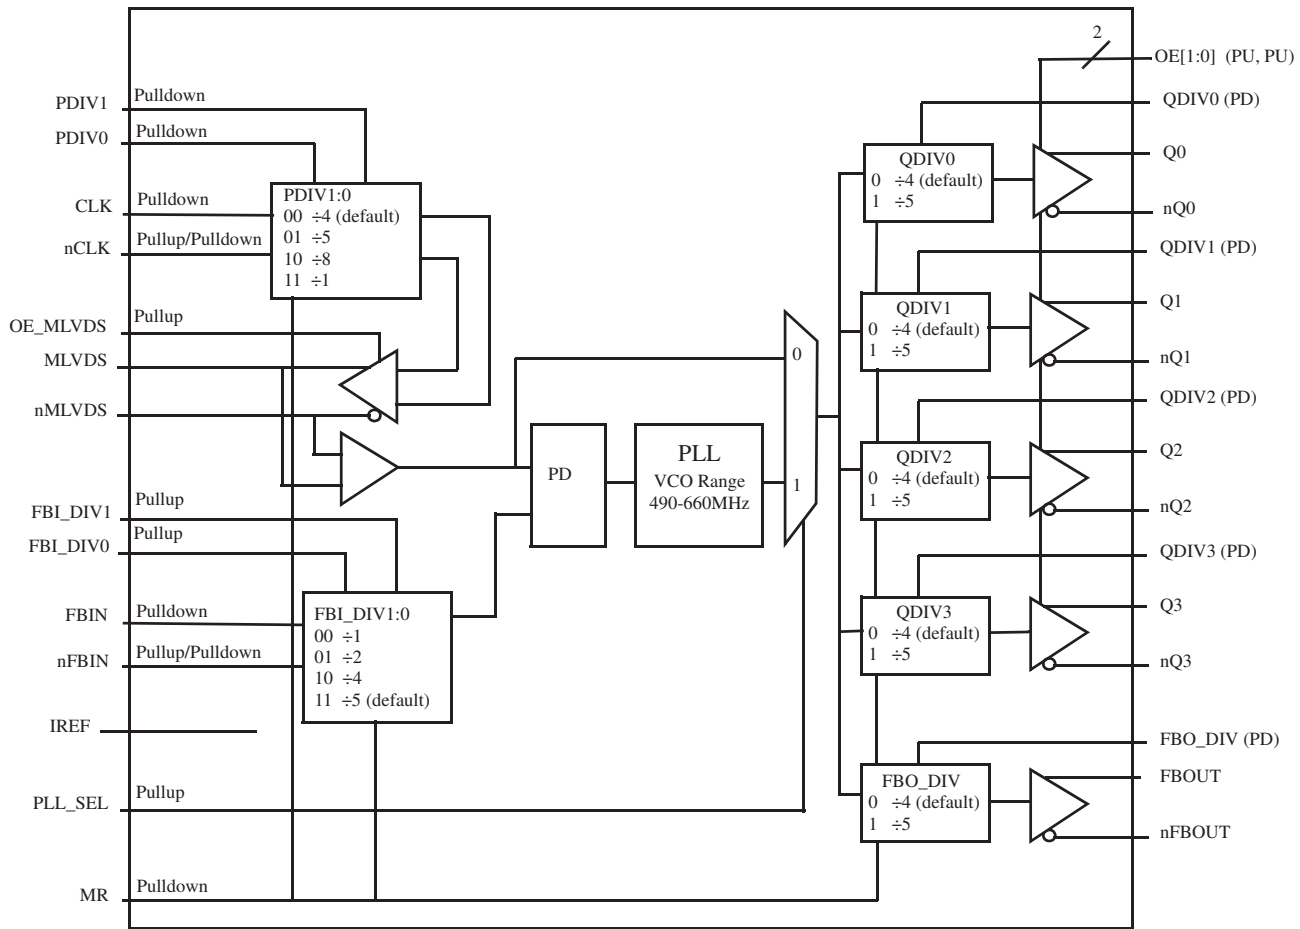 2
OE[1:0] (PU, PU)
PDIV1
Pulldown
QDIV0 (PD)
PDIV0
Pulldown
QDIV0
0 ÷4 (default)
1 ÷5
Q0
nQ0
CLK
Pulldown
nCLK
Pullup/Pulldown
PDIV1:0
00 ÷4 (default)
01 ÷5
10 ÷8
11 ÷1
QDIV1 (PD)
QDIV1
0 ÷4 (default)
1 ÷5
Q1
nQ1
OE_MLVDS
Pullup
MLVDS
nMLVDS
0
1
QDIV2 (PD)
PD
PLL
VCO Range
490-660MHz
QDIV2
0 ÷4 (default)
1 ÷5
Q2
nQ2
FBI_DIV1
Pullup
FBI_DIV0
Pullup
QDIV3 (PD)
FBIN
Pulldown
nFBIN
Pullup/Pulldown
FBI_DIV1:0
00 ÷1
01 ÷2
10 ÷4
11 ÷5 (default)
QDIV3
0 ÷4 (default)
1 ÷5
Q3
nQ3
IREF
FBO_DIV (PD)
PLL_SEL
Pullup
FBO_DIV
0 ÷4 (default)
1 ÷5
FBOUT
nFBOUT
MR
Pulldown